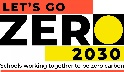 LET'S GO
ZERO
2030
Schools working together to be zero carbon